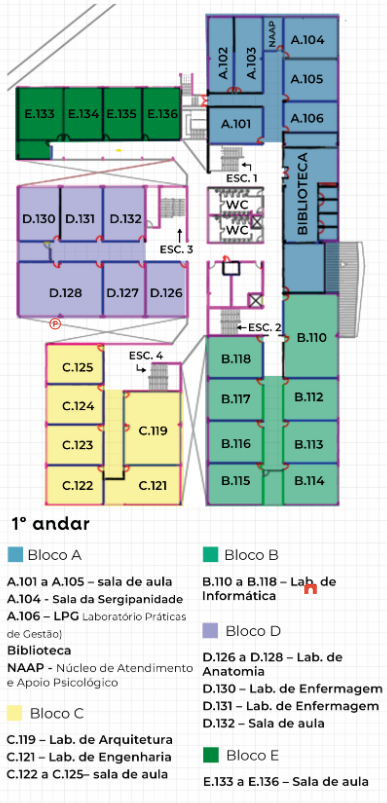 A.102
A.103
NAAP
A.104
A.105
A.106
A.101
E.133
E.134
E.135
E.136
ESC. 1
BIBLIOTECA
WC
WC
D.130
D.131
D.132
ESC. 3
D.128
D.127
D.126
P
ESC. 2
B.110
ESC. 4
B.118
C.125
B.117
B.112
C.124
C.119
C.123
B.116
B.113
C.122
C.121
B.115
B.114
1º andar
Bloco A
A.101 a A.105 – sala de aula
A.104 - Sala da Sergipanidade
A.106 – LPG Laboratório Práticas
de Gestão)
Biblioteca
NAAP - Núcleo de Atendimento
e Apoio Psicológico
Bloco C
C.119 – Lab. de Arquitetura
C.121 – Lab. de Engenharia
C.122 a C.125– sala de aula
Bloco B
B.110 a B.118 – Lab. de
Informática
Bloco D
D.126 a D.128 – Lab. de
Anatomia
D.130 – Lab. de Enfermagem
D.131 – Lab. de Enfermagem
D.132 – Sala de aula
Bloco E
E.133 a E.136 – Sala de aula